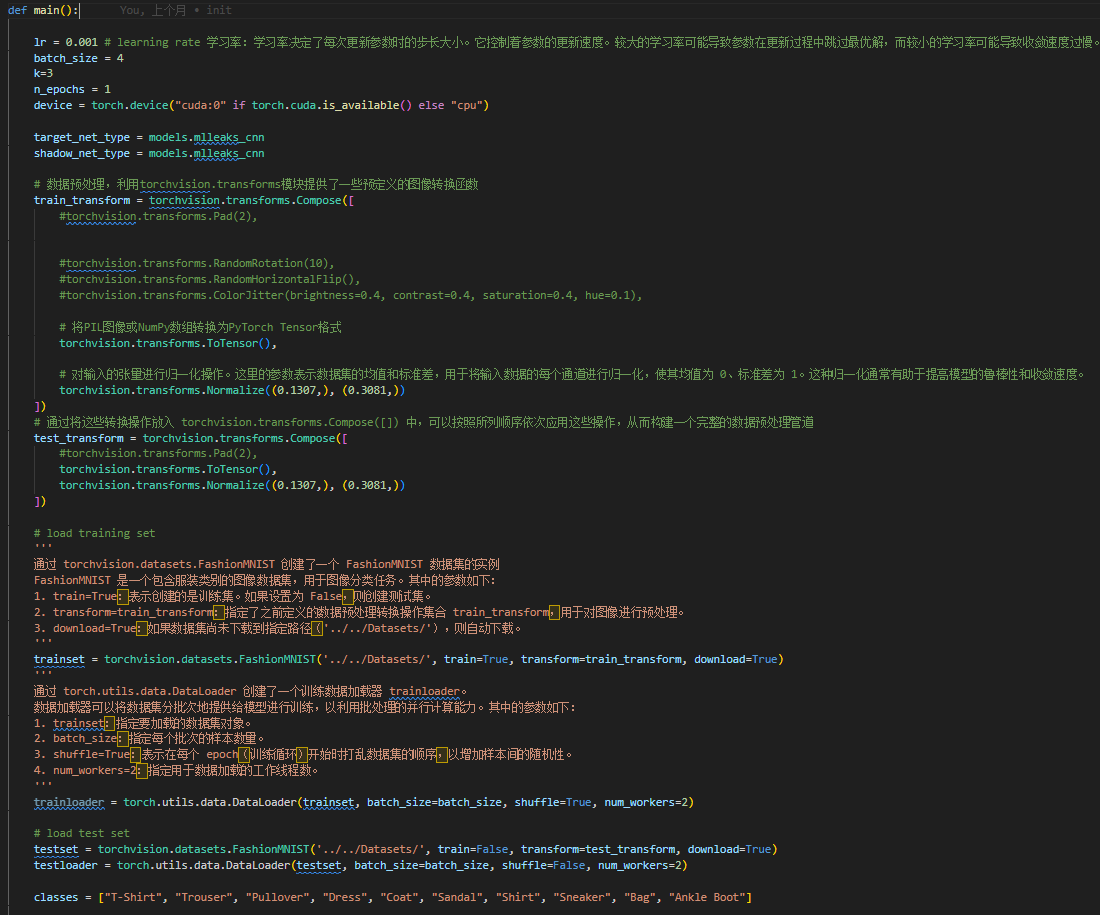 def main():    You, 上个月 • init
lr = 0.001 # learning rate 学习率: 学习率决定了每次更新参数时的步长大小。它控制着参数的更新速度。较大的学习率可能导致参数在更新过程中跳过最优解，而较小的学习率可能导致收敛速度过慢。
batch_size = 4
k=3
n_epochs = 1
device = torch.device("cuda:0" if torch.cuda.is_available() else "cpu")
target_net_type = models.mlleaks_cnn
shadow_net_type = models.mlleaks_cnn
# 数据预处理，利用torchvision.transforms模块提供了一些预定义的图像转换函数
train_transform = torchvision.transforms.Compose([
#torchvision.transforms.Pad(2),
#torchvision.transforms.RandomRotation(10),
#torchvision.transforms.RandomHorizontalFlip(),
#torchvision.transforms.ColorJitter(brightness=0.4, contrast=0.4, saturation=0.4, hue=0.1),
# 将PIL图像或NumPy数组转换为PyTorch Tensor格式
torchvision.transforms.ToTensor(),
# 对输入的张量进行归一化操作。这里的参数表示数据集的均值和标准差，用于将输入数据的每个通道进行归一化，使其均值为 0、标准差为 1。这种归一化通常有助于提高模型的鲁棒性和收敛速度。
torchvision.transforms.Normalize((0.1307,), (0.3081,))
])
# 通过将这些转换操作放入 torchvision.transforms.Compose([]) 中，可以按照所列顺序依次应用这些操作，从而构建一个完整的数据预处理管道
test_transform = torchvision.transforms.Compose([
#torchvision.transforms.Pad(2),
torchvision.transforms.ToTensor(),
torchvision.transforms.Normalize((0.1307,), (0.3081,))
])
# load training set
'''
通过 torchvision.datasets.FashionMNIST 创建了一个 FashionMNIST 数据集的实例
FashionMNIST 是一个包含服装类别的图像数据集，用于图像分类任务。其中的参数如下:
1. train=True：表示创建的是训练集。如果设置为 False，则创建测试集。
2. transform=train_transform：指定了之前定义的数据预处理转换操作集合 train_transform，用于对图像进行预处理。
3. download=True：如果数据集尚未下载到指定路径（'../../Datasets/'），则自动下载。
'''
trainset = torchvision.datasets.FashionMNIST('../../Datasets/', train=True, transform=train_transform, download=True)
'''
通过 torch.utils.data.DataLoader 创建了一个训练数据加载器 trainloader。
数据加载器可以将数据集分批次地提供给模型进行训练，以利用批处理的并行计算能力。其中的参数如下:
1. trainset：指定要加载的数据集对象。
2. batch_size：指定每个批次的样本数量。
3. shuffle=True：表示在每个 epoch（训练循环）开始时打乱数据集的顺序，以增加样本间的随机性。
4. num_workers=2：指定用于数据加载的工作线程数。
'''
trainloader = torch.utils.data.DataLoader(trainset, batch_size=batch_size, shuffle=True, num_workers=2)
# load test set
testset = torchvision.datasets.FashionMNIST('../../Datasets/', train=False, transform=test_transform, download=True)
testloader = torch.utils.data.DataLoader(testset, batch_size=batch_size, shuffle=False, num_workers=2)
classes = ["T-Shirt", "Trouser", "Pullover", "Dress", "Coat", "Sandal", "Shirt", "Sneaker", "Bag", "Ankle Boot"]